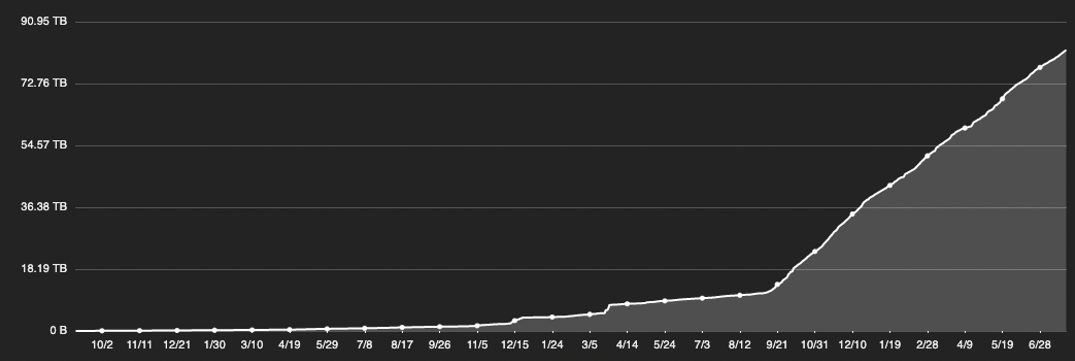 90.95 TB
72.76 TB
54.57 TB
36.38 TB
18.19 TB
0 B
10/2 11/11 12/21 1/30 3/10 4/19 5/29 7/8 8/17 9/26 11/5 12/15 1/24 3/5 4/14 5/24 7/3 8/12 9/21 10/31 12/10 1/19 2/28 4/9 5/19 6/28